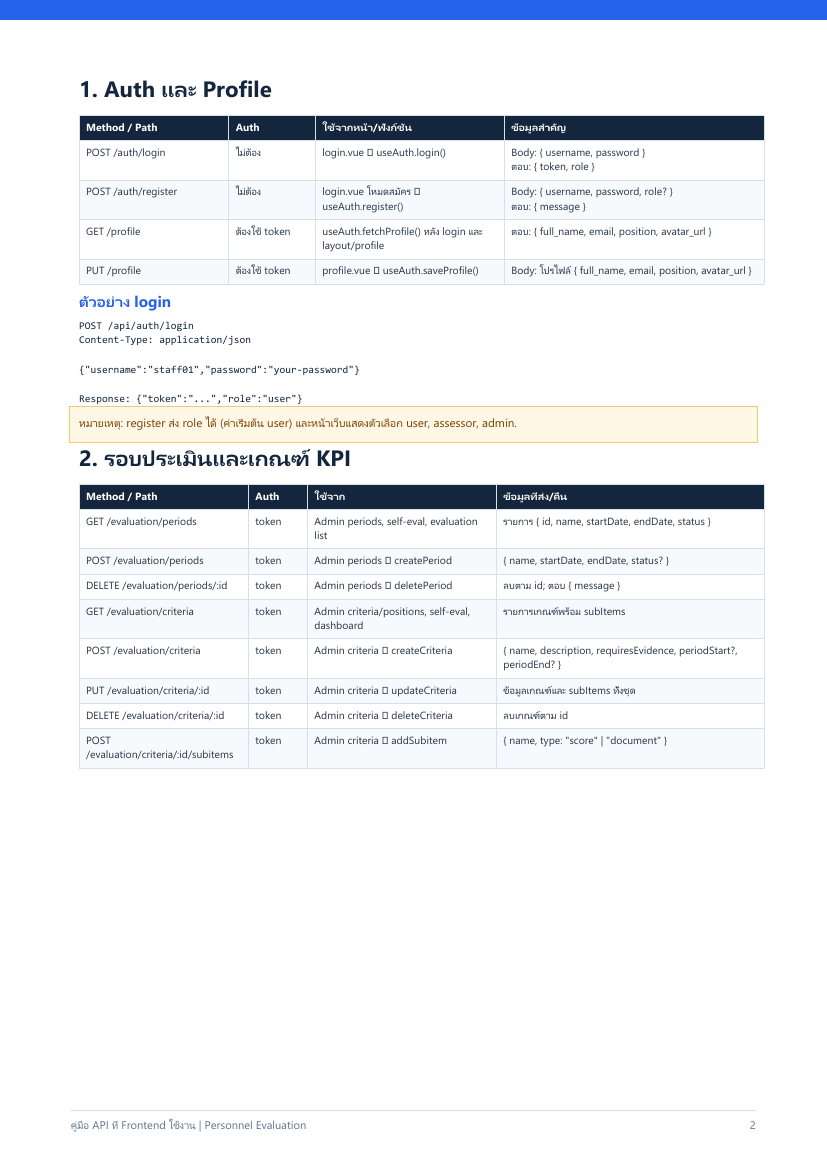 1. Auth และ Profile
Method / Path Auth ใช้จากหน้า/ฟังก์ชัน ข้อมูลสำคัญ
POST /auth/login ไม่ต้อง login.vue → useAuth.login() Body: { username, password }
ตอบ: { token, role }
POST /auth/register ไม่ต้อง login.vue โหมดสมัคร → Body: { username, password, role? }
useAuth.register() ตอบ: { message }
GET /profile ต้องใช้ token useAuth.fetchProfile() หลัง login และ ตอบ: { full_name, email, position, avatar_url }
layout/profile
PUT /profile ต้องใช้ token profile.vue → useAuth.saveProfile() Body: โปรไฟล์ { full_name, email, position, avatar_url }
ตัวอย่าง login
POST /api/auth/login
Content-Type: application/json
{"username":"staff01","password":"your-password"}
Response: {"token":"...","role":"user"}
หมายเหตุ: register ส่ง role ได้ (ค่าเริ่มต้น user) และหน้าเว็บแสดงตัวเลือก user, assessor, admin.
2. รอบประเมินและเกณฑ์ KPI
Method / Path Auth ใช้จาก ข้อมูลที่ส่ง/คืน
GET /evaluation/periods token Admin periods, self-eval, evaluation รายการ { id, name, startDate, endDate, status }
list
POST /evaluation/periods token Admin periods → createPeriod { name, startDate, endDate, status? }
DELETE /evaluation/periods/:id token Admin periods → deletePeriod ลบตาม id; ตอบ { message }
GET /evaluation/criteria token Admin criteria/positions, self-eval, รายการเกณฑ์พร้อม subItems
dashboard
POST /evaluation/criteria token Admin criteria → createCriteria { name, description, requiresEvidence, periodStart?,
periodEnd? }
PUT /evaluation/criteria/:id token Admin criteria → updateCriteria ข้อมูลเกณฑ์และ subItems ทั้งชุด
DELETE /evaluation/criteria/:id token Admin criteria → deleteCriteria ลบเกณฑ์ตาม id
POST token Admin criteria → addSubitem { name, type: "score" | "document" }
/evaluation/criteria/:id/subitems
คู่มือ API ที่ Frontend ใช้งาน | Personnel Evaluation 2